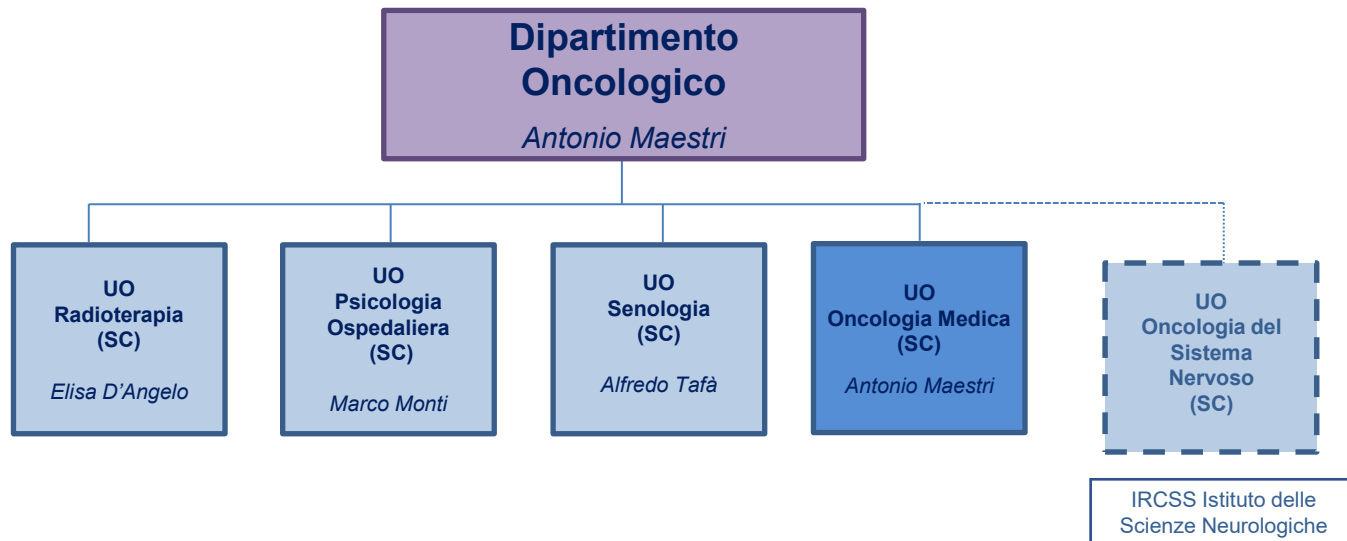 Dipartimento
Oncologico
Antonio Maestri
UO
Radioterapia
(SC)
Elisa D'Angelo
UO
Psicologia
Ospedaliera
(SC)
Marco Monti
UO
Senologia
(SC)
Alfredo Tafà
UO
Oncologia Medica
(SC)
Antonio Maestri
UO
Oncologia del
Sistema
Nervoso
(SC)
IRCSS Istituto delle
Scienze Neurologiche